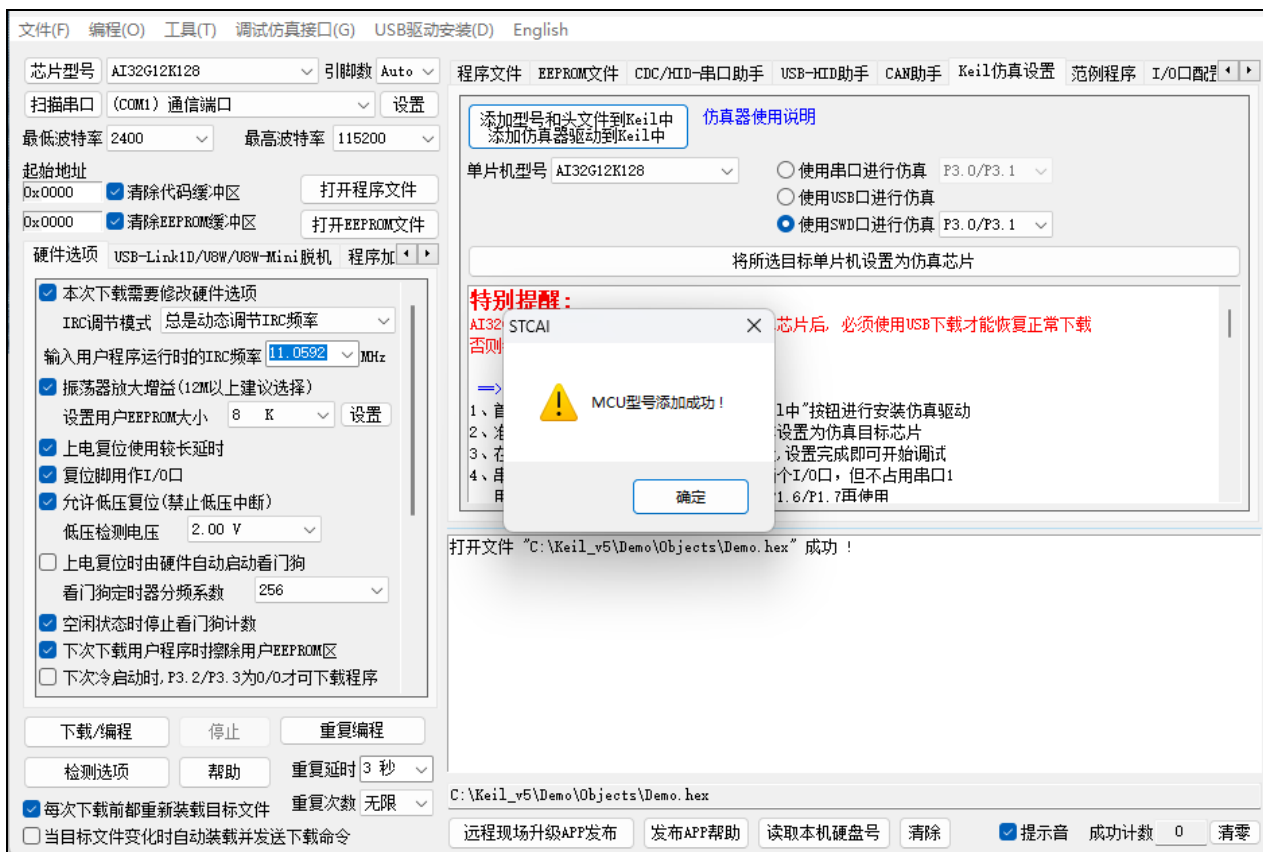 文件(F) 编程(O) 工具(T) 调试仿真接口(G) USB驱动安装(D) English
芯片型号 AI32G12K128 引脚数 Auto
扫描串口 (COM1) 通信端口 设置
最低波特率 2400 最高波特率 115200
起始地址
0x0000 清除代码缓冲区 打开程序文件
0x0000 清除EEPROM缓冲区 打开EEPROM文件
硬件选项 USB-Link1D/U8W/U8W-Mini脱机 程序加
本次下载需要修改硬件选项
IRC调节模式 总是动态调节IRC频率
输入用户程序运行时的IRC频率 11.0592 MHz
振荡器放大增益(12M以上建议选择)
设置用户EEPROM大小 8 K 设置
上电复位使用较长延时
复位脚用作I/O口
允许低压复位(禁止低压中断)
低压检测电压 2.00 V
上电复位时由硬件自动启动看门狗
看门狗定时器分频系数 256
空闲状态时停止看门狗计数
下次下载用户程序时擦除用户EEPROM区
下次冷启动时,P3.2/P3.3为0/0才可下载程序
下载/编程 停止 重复编程
检测选项 帮助 重复延时 3 秒
每次下载前都重新装载目标文件 重复次数 无限
当目标文件变化时自动装载并发送下载命令
程序文件 EEPROM文件 CDC/HID-串口助手 USB-HID助手 CAN助手 Keil仿真设置 范例程序 I/O口配
添加型号和头文件到Keil中
添加仿真器驱动到Keil中
仿真器使用说明
单片机型号 AI32G12K128 使用串口进行仿真 P3.0/P3.1
使用USB口进行仿真
使用SWD口进行仿真 P3.0/P3.1
将所选目标单片机设置为仿真芯片
特别提醒:
AI32 芯片后, 必须使用USB下载才能恢复正常下载
否则
==>
1、首 l中"按钮进行安装仿真驱动
2、准 设置为仿真目标芯片
3、在 ,设置完成即可开始调试
4、串 个I/O口, 但不占用串口1
用 1.6/P1.7再使用
STCAI
MCU型号添加成功!
确定
打开文件 "C:\Keil_v5\Demo\Objects\Demo.hex" 成功 !
C:\Keil_v5\Demo\Objects\Demo.hex
远程现场升级APP发布 发布APP帮助 读取本机硬盘号 清除 提示音 成功计数 0 清零